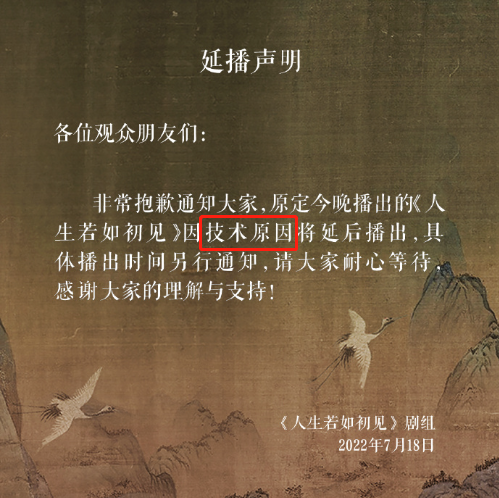 延播声明
各位观众朋友们:
非常抱歉通知大家,原定今晚播出的《人
生若如初见》因技术原因将延后播出,具
体播出时间另行通知,请大家耐心等待,
感谢大家的理解与支持!
《人生若如初见》剧组
2022年7月18日